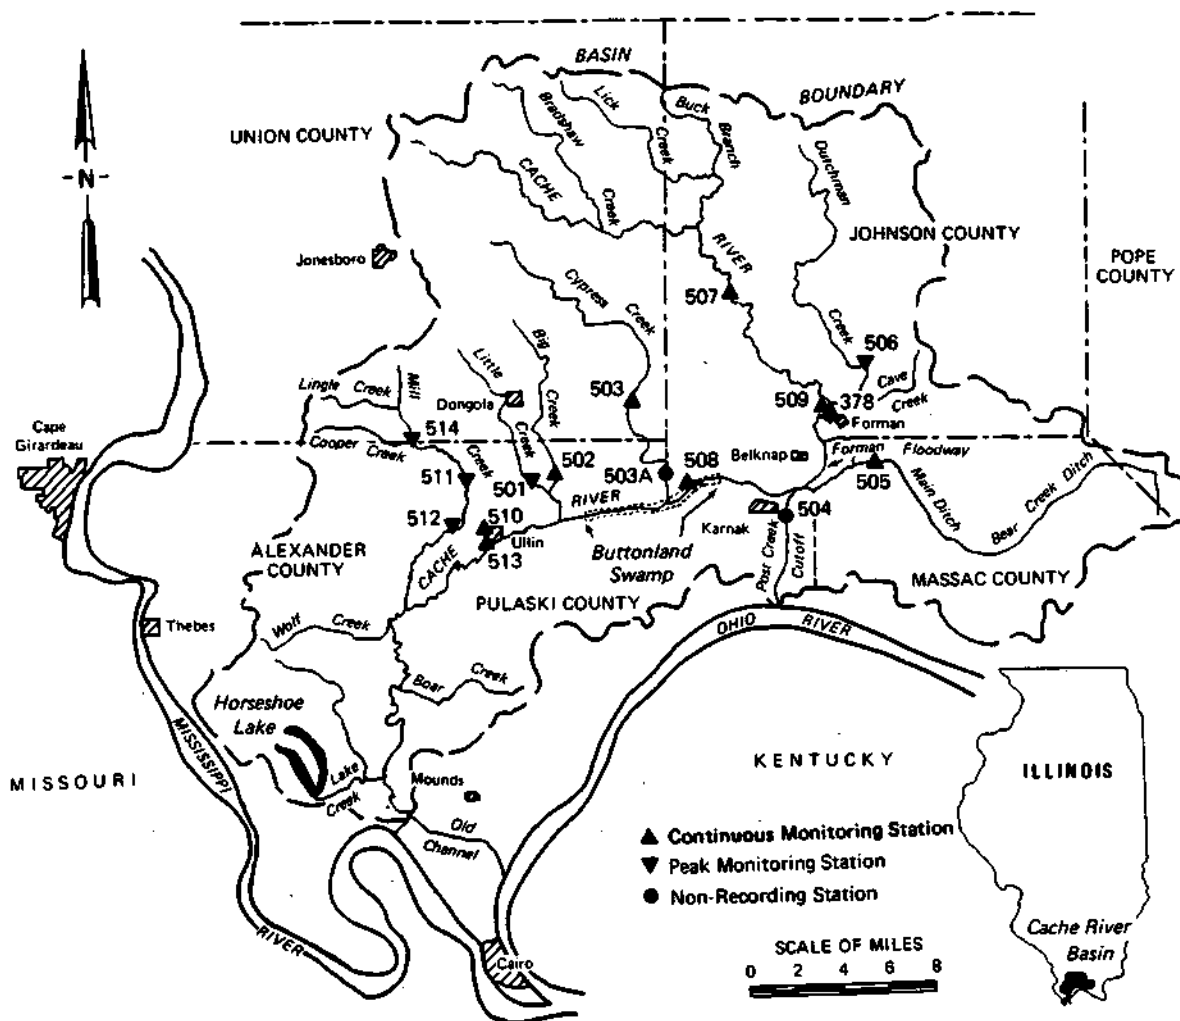 BASIN
BOUNDARY
UNION COUNTY
Bradshaw
Creek
Lick
Creek
Buck
Branch
Dutchman
Creek
CACHE
RIVER
N
JOHNSON COUNTY
POPE
COUNTY
Jonesboro
Cypress
Creek
507
506
Big
Creek
Little
Creek
Mill
Creek
Lingle
Creek
Dongola
503
509
378
Cave
Creek
Forman
Cape
Girardeau
514
Cooper
Creek
502
Belknap
Forman
Floodway
511
501
503A
508
505
RIVER
Main Ditch
Bear Creek Ditch
512
510
Ullin
513
Karnak
504
ALEXANDER
COUNTY
CACHE
Buttonland
Swamp
Post Creek
Cutoff
MASSAC COUNTY
PULASKI COUNTY
Thebes
Wolf
Creek
OHIO
RIVER
Boar
Creek
Horseshoe
Lake
MISSISSIPPI
RIVER
MISSOURI
KENTUCKY
ILLINOIS
Lake
Creek
Mounds
Old
Channel
Continuous Monitoring Station
Peak Monitoring Station
Non-Recording Station
Cairo
SCALE OF MILES
0 2 4 6 8
Cache River
Basin